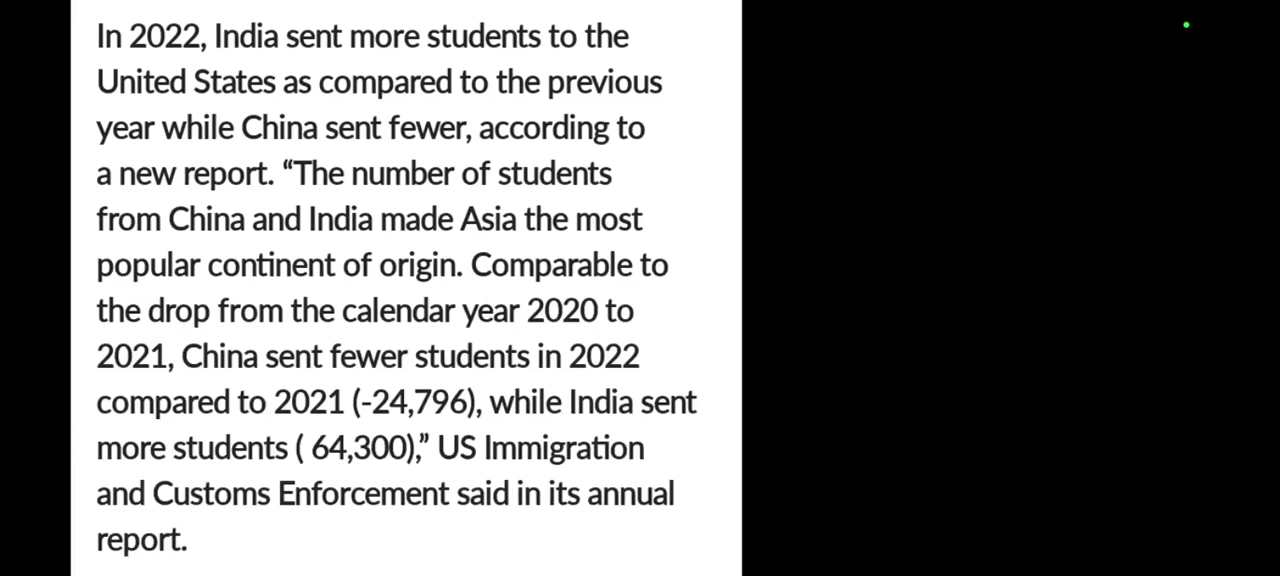 In 2022, India sent more students to the
United States as compared to the previous
year while China sent fewer, according to
a new report. “The number of students
from China and India made Asia the most
popular continent of origin. Comparable to
the drop from the calendar year 2020 to
2021, China sent fewer students in 2022
compared to 2021 (-24,796), while India sent
more students ( 64,300),” US Immigration
and Customs Enforcement said in its annual
report.